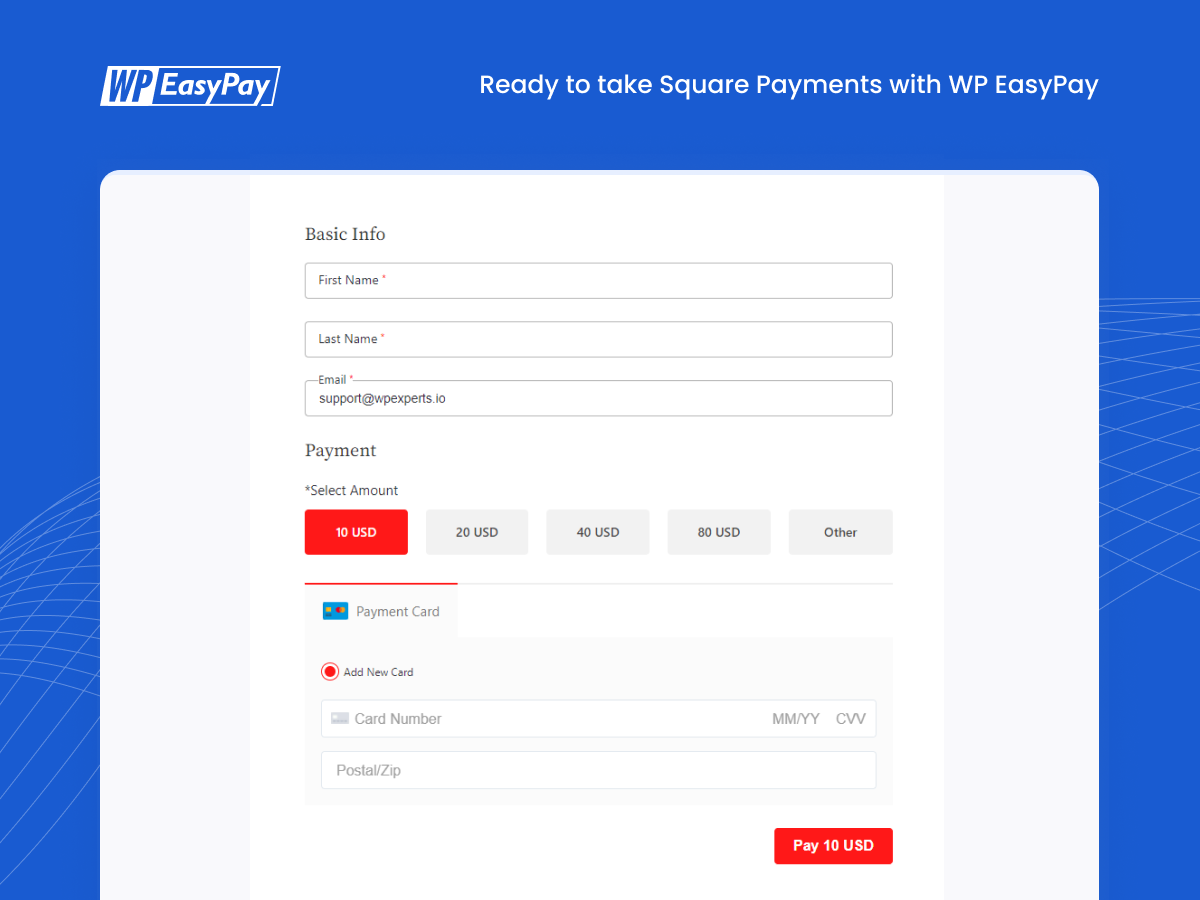 WP EasyPay
Ready to take Square Payments with WP EasyPay
Basic Info
First Name *
Last Name *
Email *
support@wpexperts.io
Payment
*Select Amount
10 USD 20 USD 40 USD 80 USD Other
Payment Card
Add New Card
Card Number MM/YY CVV
Postal/Zip
Pay 10 USD